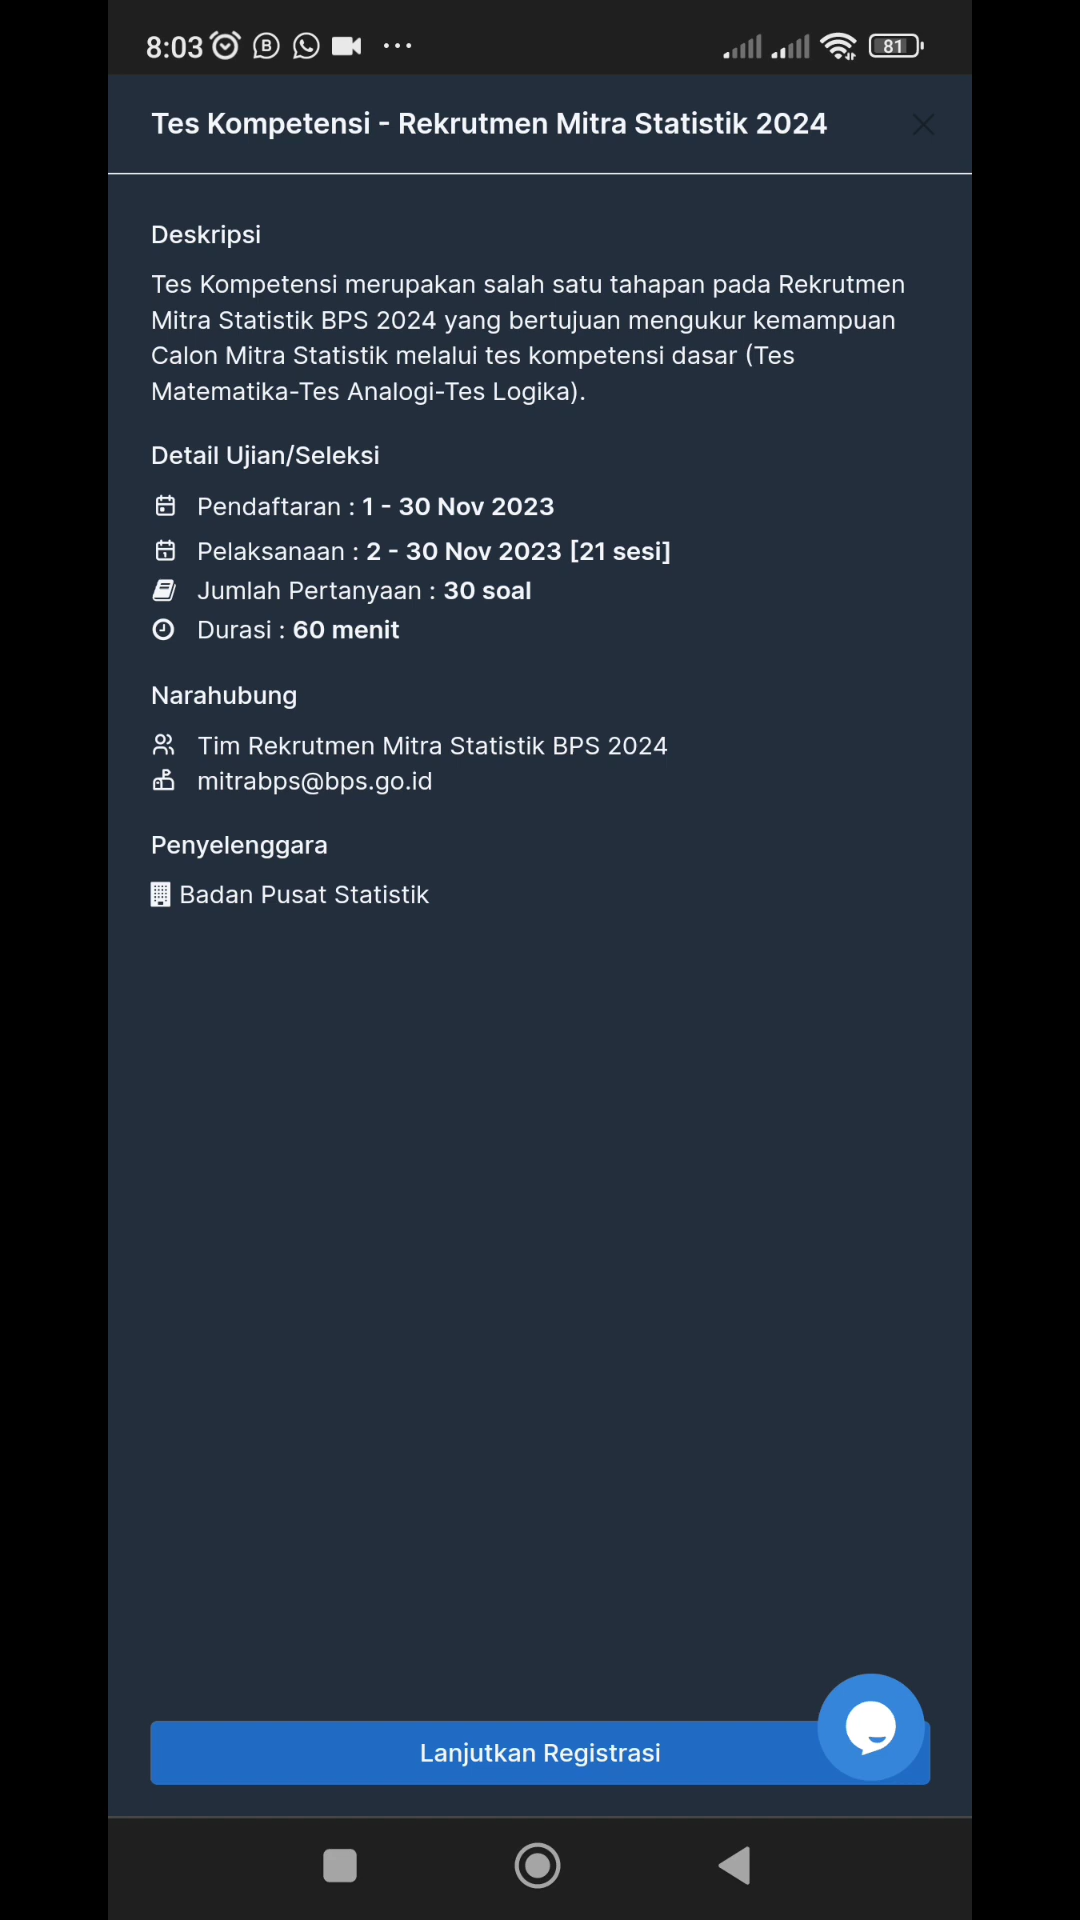 8:03
81
Tes Kompetensi - Rekrutmen Mitra Statistik 2024
Deskripsi
Tes Kompetensi merupakan salah satu tahapan pada Rekrutmen
Mitra Statistik BPS 2024 yang bertujuan mengukur kemampuan
Calon Mitra Statistik melalui tes kompetensi dasar (Tes
Matematika-Tes Analogi-Tes Logika).
Detail Ujian/Seleksi
Pendaftaran : 1 - 30 Nov 2023
Pelaksanaan : 2 - 30 Nov 2023 [21 sesi]
Jumlah Pertanyaan : 30 soal
Durasi : 60 menit
Narahubung
Tim Rekrutmen Mitra Statistik BPS 2024
mitrabps@bps.go.id
Penyelenggara
Badan Pusat Statistik
Lanjutkan Registrasi